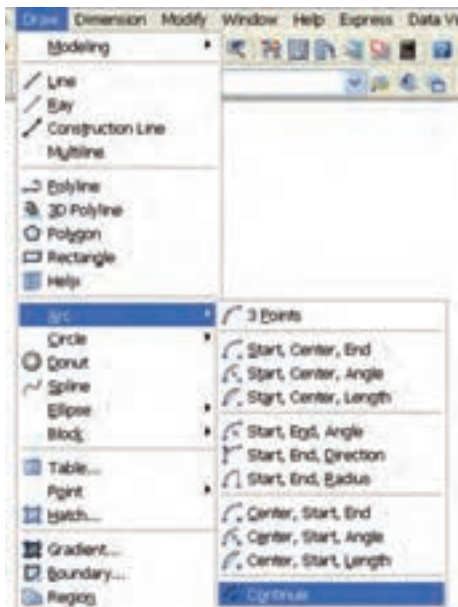 Draw Dimension Modify Window Help Express Data V
Modeling
Line
Ray
Construction Line
Multiline
Polyline
3D Polyline
Polygon
Rectangle
Helix
Arc
Circle
Donut
Spline
Ellipse
Block
Table...
Point
Hatch...
Gradient...
Boundary...
Region
3 Points
Start, Center, End
Start, Center, Angle
Start, Center, Length
Start, End, Angle
Start, End, Direction
Start, End, Radius
Center, Start, End
Center, Start, Angle
Center, Start, Length
Continue